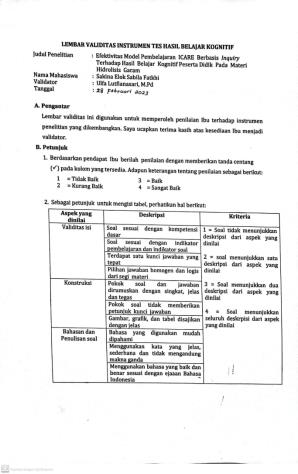 LEMBAR VALIDITAS INSTRUMEN TES HASIL BELAJAR KOGNITIF
Judul Penelitian : Efektivitas Model Pembelajaran ICARE Berbasis Inquiry
Terhadap Hasil Belajar Kognitif Peserta Didik Pada Materi
Hidrolisis Garam
Nama Mahasiswa : Sakina Elok Sabila Fatkhi
Validator : Ulfa Lutfianasari, M.Pd
Tanggal : 28 Februari 2023
A. Pengantar
Lembar validitas ini digunakan untuk memperoleh penilaian Ibu terhadap instrumen
penelitian yang dikembangkan. Saya ucapkan terima kasih atas kesediaan Ibu menjadi
validator.
B. Petunjuk
1. Berdasarkan pendapat Ibu berilah penilaian dengan memberikan tanda centang
(✓) pada kolom yang tersedia. Adapun keterangan tentang penilaian sebagai berikut:
1 = Tidak Baik 3 = Baik
2 = Kurang Baik 4 = Sangat Baik
2. Sebagai petunjuk untuk mengisi tabel, perhatikan hal berikut:
Aspek yang dinilai Deskripsi Kriteria
Validitas isi
Soal sesuai dengan kompetensi
dasar
Soal sesuai dengan indikator
pembelajaran dan indikator soal
Terdapat satu kunci jawaban yang
tepat
Pilihan jawaban homogen dan logis
dari segi materi
Konstruksi
Pokok soal dan jawaban
dirumuskan dengan singkat, jelas
dan tegas
Pokok soal tidak memberikan
petunjuk kunci jawaban
Gambar, grafik, dan tabel disajikan
dengan jelas
Bahasan dan
Penulisan soal
Bahasa yang digunakan mudah
dipahami
Menggunakan kata yang jelas,
sederhana dan tidak mengandung
makna ganda
Menggunakan bahasa yang baik dan
benar sesuai dengan ejaaan Bahasa
Indonesia
1 = Soal tidak menunjukkan
deskripsi dari aspek yang
dinilai
2 = soal menunjukkan satu
deskripsi dari aspek yang
dinilai
3 = Soal menunjukkan dua
deskripsi dari aspek yang
dinilai
4 = Soal menunjukkan
seluruh deskripsi dari aspek
yang dinilai